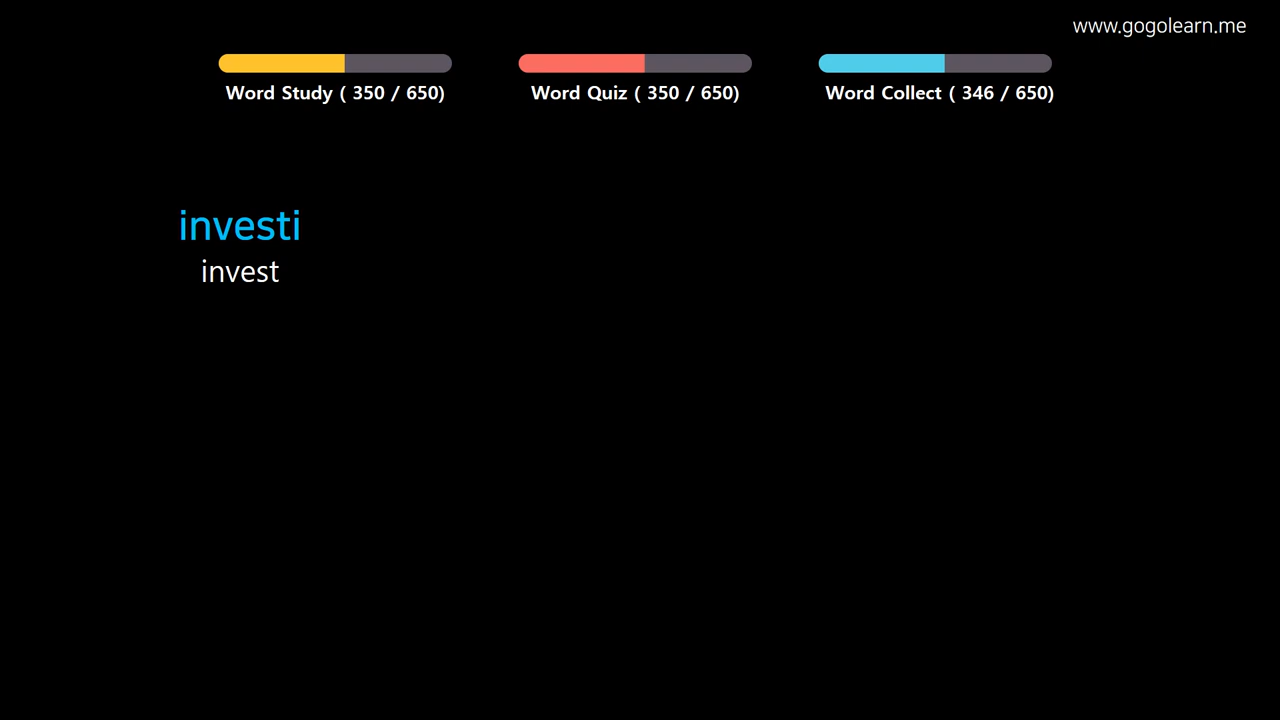 www.gogolearn.me
Word Study ( 350 / 650)
Word Quiz ( 350 / 650)
Word Collect ( 346 / 650)
investi
invest